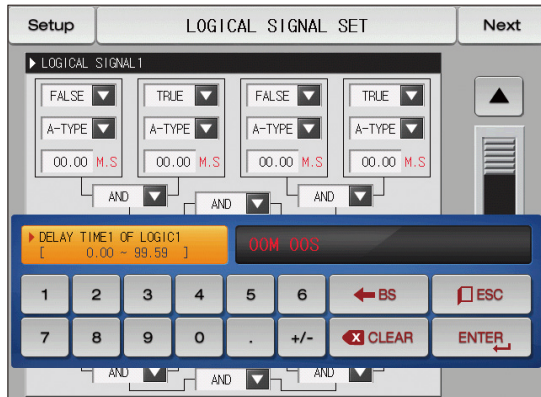 Setup LOGICAL SIGNAL SET Next
LOGICAL SIGNAL1
FALSE TRUE FALSE TRUE
A-TYPE A-TYPE A-TYPE A-TYPE
00.00 M.S 00.00 M.S 00.00 M.S 00.00 M.S
AND AND AND
DELAY TIME1 OF LOGIC1
[ 0.00 ~ 99.59 ]
00M 00S
1 2 3 4 5 6 BS ESC
7 8 9 0 . +/- X CLEAR ENTER
AND AND AND